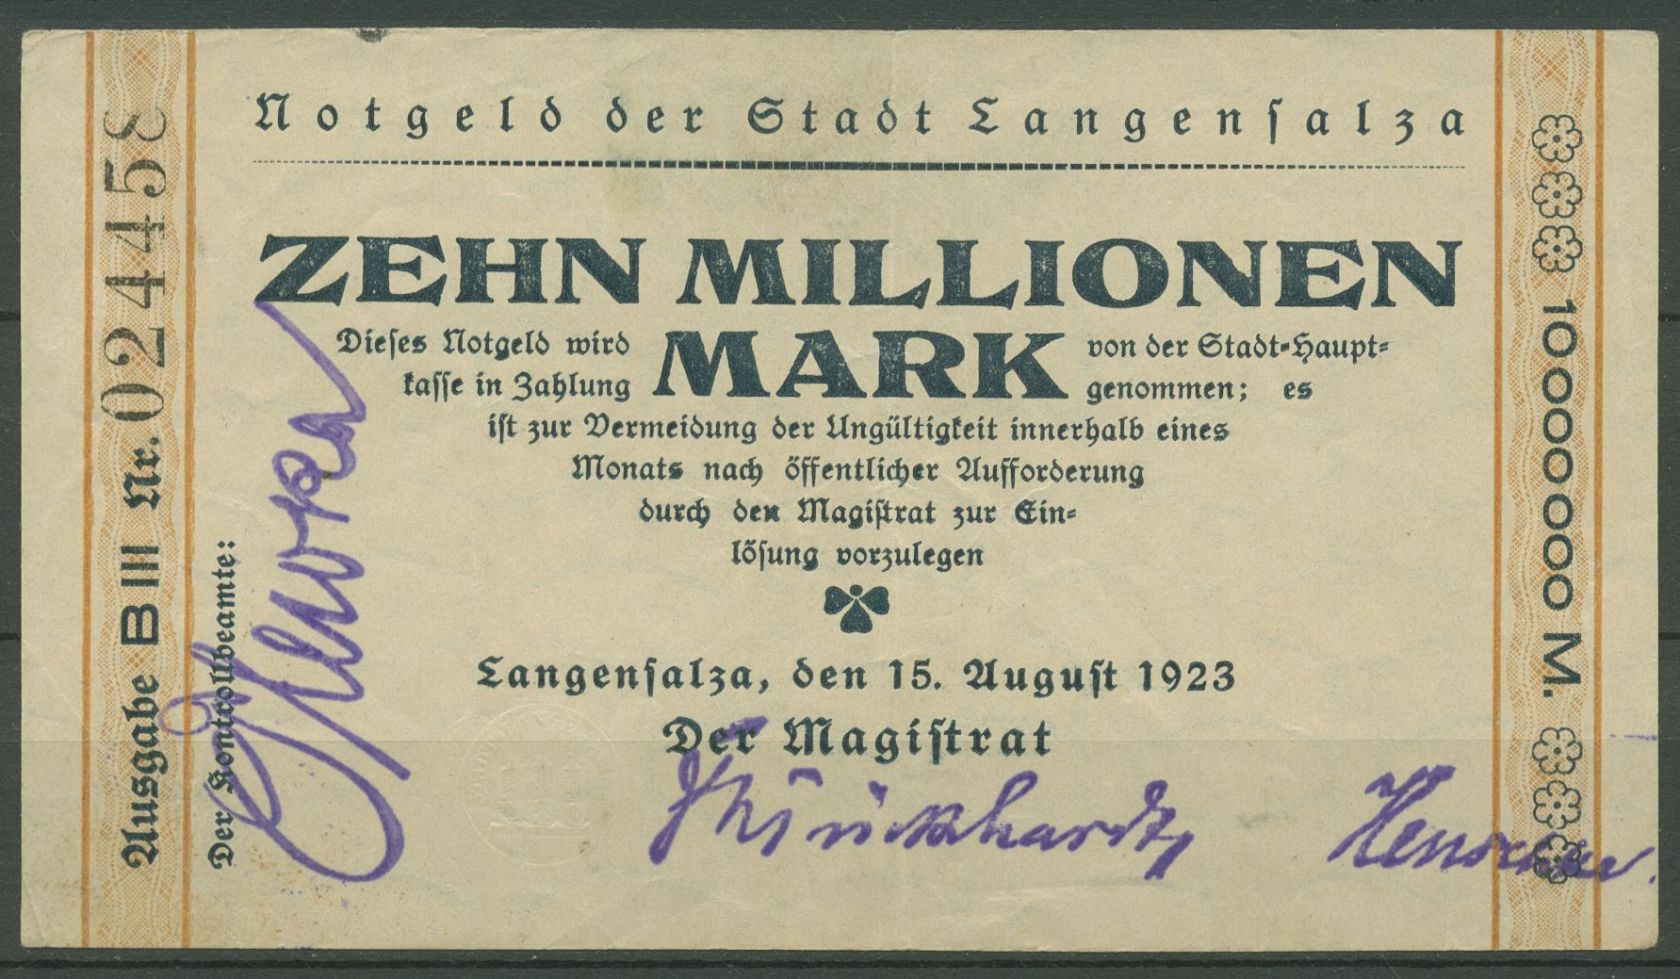 Notgeld der Stadt Langensalza
ZEHN MILLIONEN
MARK
Dieses Notgeld wird von der Stadt-Haupt-
kasse in Zahlung genommen; es
ist zur Vermeidung der Ungültigkeit innerhalb eines
Monats nach öffentlicher Aufforderung
durch den Magistrat zur Ein-
lösung vorzulegen
Langensalza, den 15. August 1923
Der Magistrat
Ausgabe B III Nr. 024458
Der Kontrollbeamte:
10000000 M.